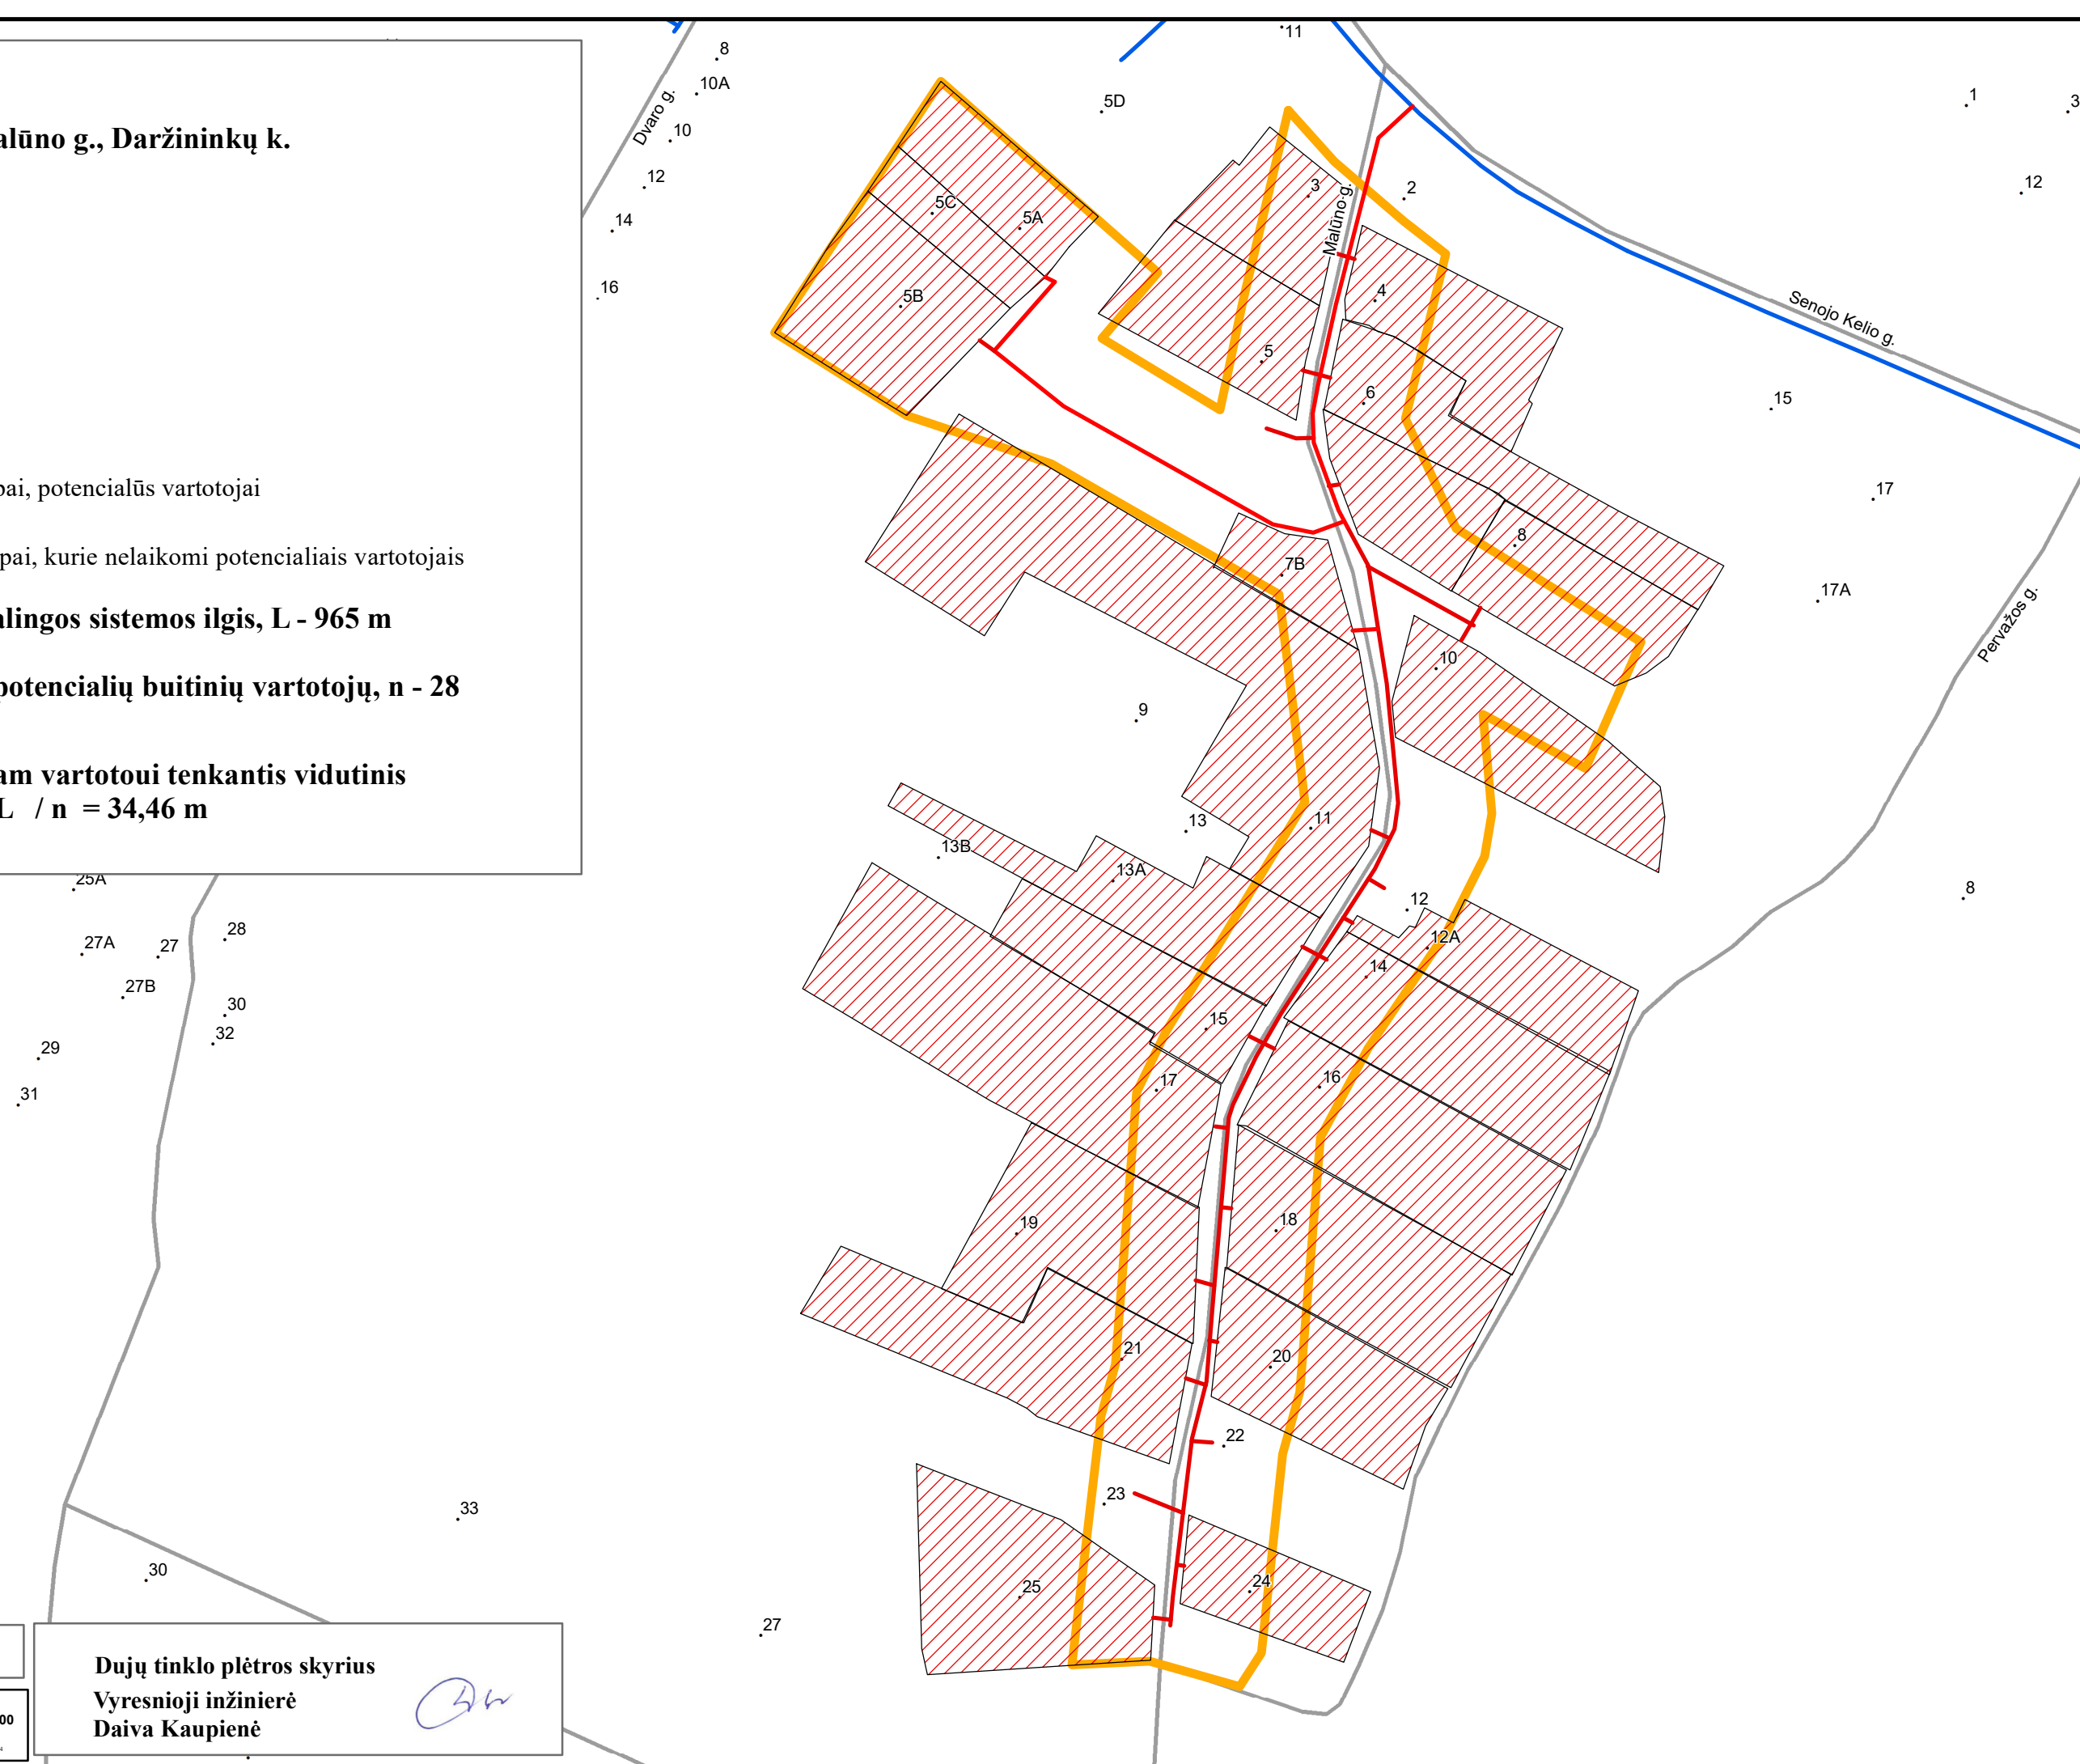 alūno g., Daržininkų k.
pai, potencialūs vartotojai
pai, kurie nelaikomi potencialiais vartotojais
alingos sistemos ilgis, L - 965 m
potencialių buitinių vartotojų, n - 28
am vartotoui tenkantis vidutinis
L / n = 34,46 m
8
10A
10
Dvaro g.
12
14
16
5D
11
1
3
12
5C
5A
5B
3
2
Malūno g.
4
5
6
Senojo Kelio g.
15
17
17A
Pervažos g.
8
7B
10
9
13
11
13B
13A
12
12A
14
8
25A
27A
27
28
27B
30
32
29
31
15
17
16
19
18
21
20
22
23
33
30
25
24
27
Dujų tinklo plėtros skyrius
Vyresnioji inžinierė
Daiva Kaupienė
00